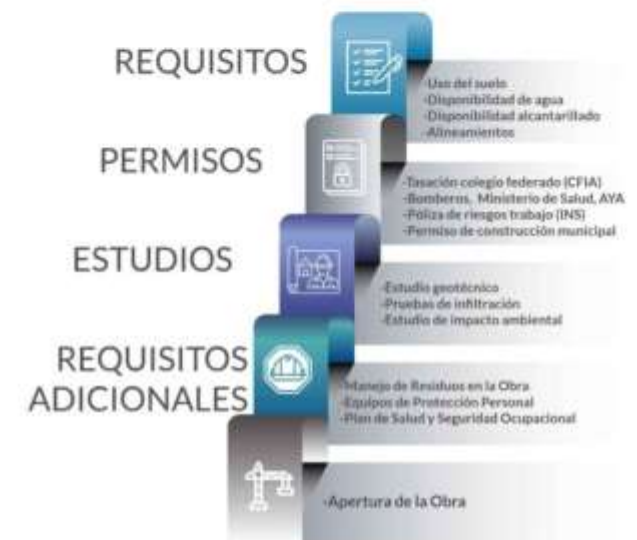 REQUISITOS
-Uso del suelo
-Disponibilidad de agua
-Disponibilidad alcantarillado
-Alineamientos
PERMISOS
-Tasación colegio federado (CFIA)
-Bomberos, Ministerio de Salud, AYA
-Póliza de riesgos trabajo (INS)
-Permiso de construcción municipal
ESTUDIOS
-Estudio geotécnico
-Pruebas de infiltración
-Estudio de impacto ambiental
REQUISITOS
ADICIONALES
-Manejo de Residuos en la Obra
-Equipos de Protección Personal
-Plan de Salud y Seguridad Ocupacional
-Apertura de la Obra